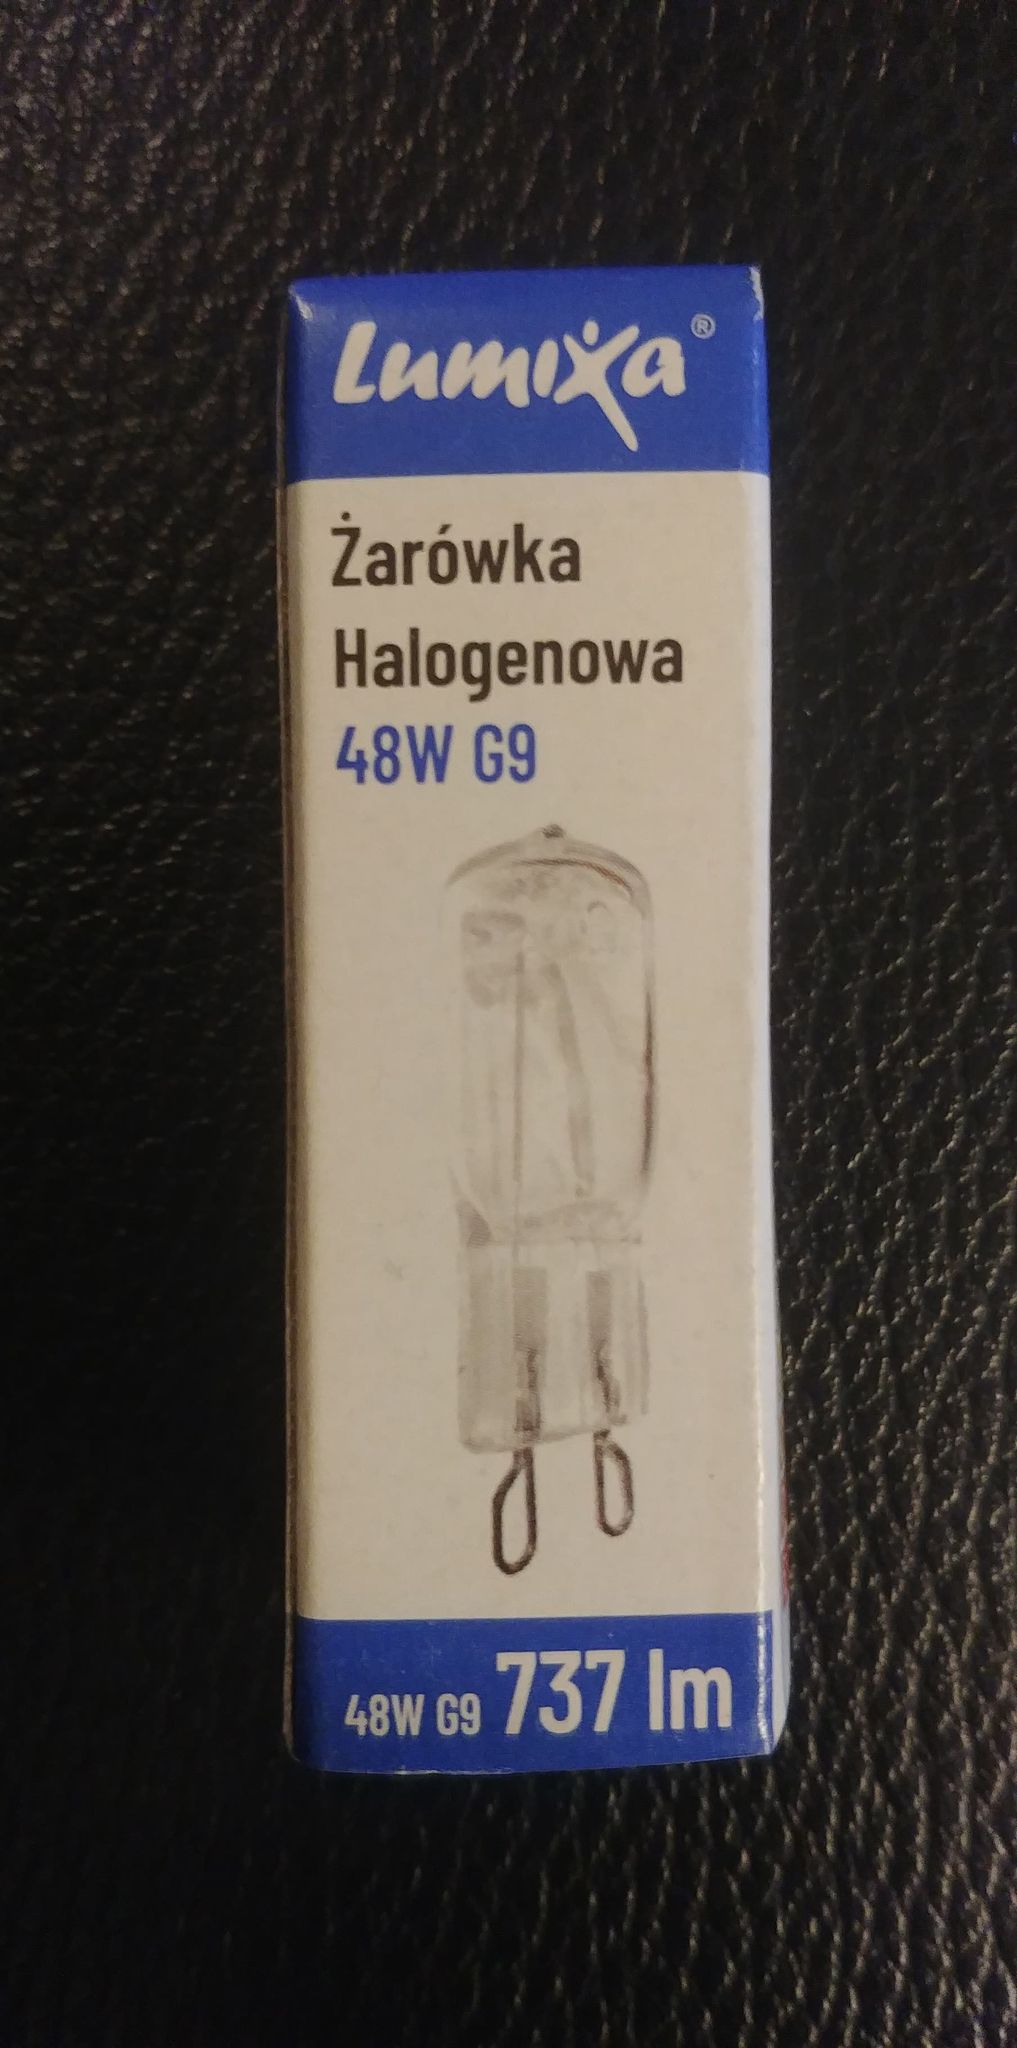 Lumixa®
Żarówka
Halogenowa
48W G9
48W G9 737 lm